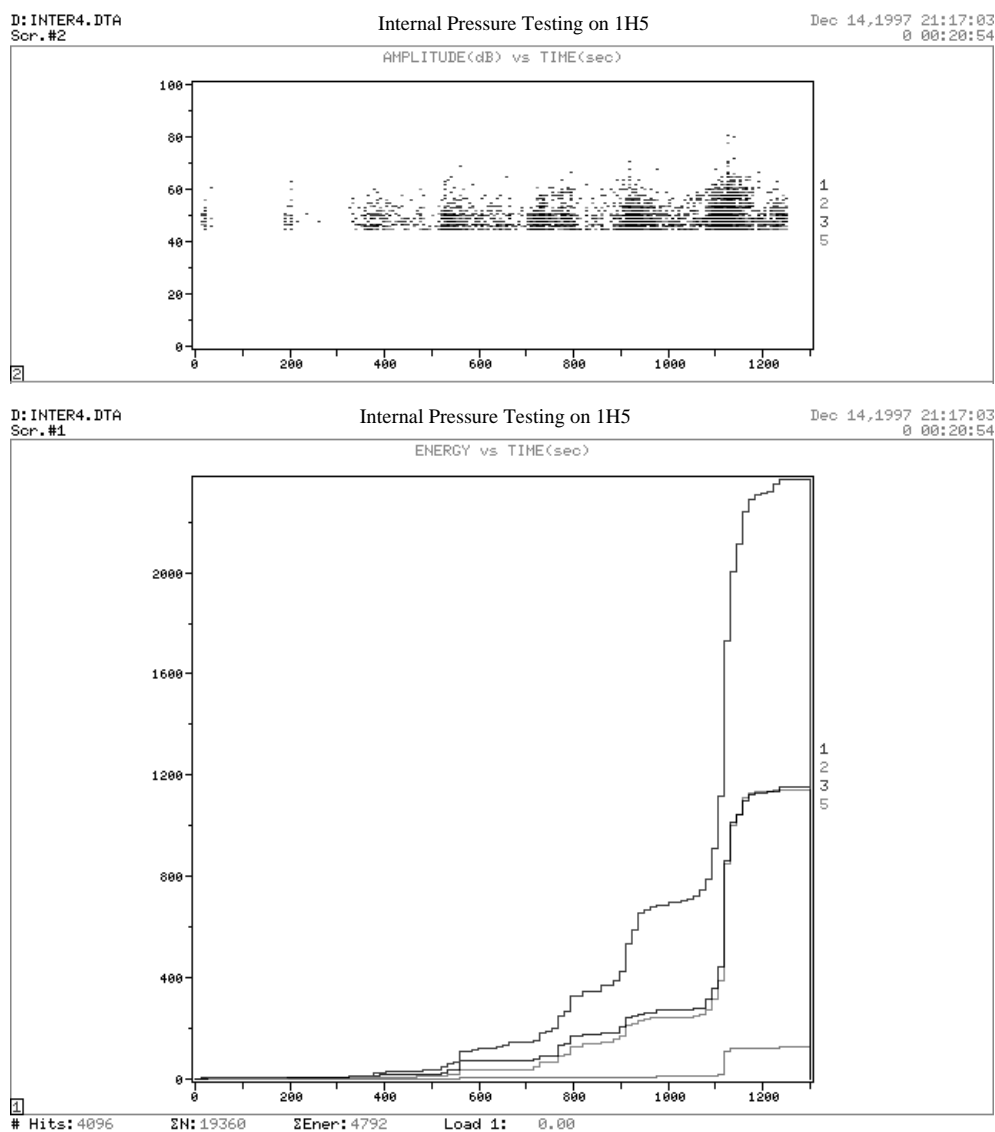 D:INTER4.DTA Internal Pressure Testing on 1H5 Dec 14,1997 21:17:03
Scr.#2 0 00:20:54
AMPLITUDE(dB) vs TIME(sec)
100
80
60
40
20
0
0 200 400 600 800 1000 1200
1
2
3
5
2
D:INTER4.DTA Internal Pressure Testing on 1H5 Dec 14,1997 21:17:03
Scr.#1 0 00:20:54
ENERGY vs TIME(sec)
2000
1600
1200
800
400
0
0 200 400 600 800 1000 1200
1
2
3
5
1
# Hits:4096 ΣN:19360 ΣEner:4792 Load 1: 0.00